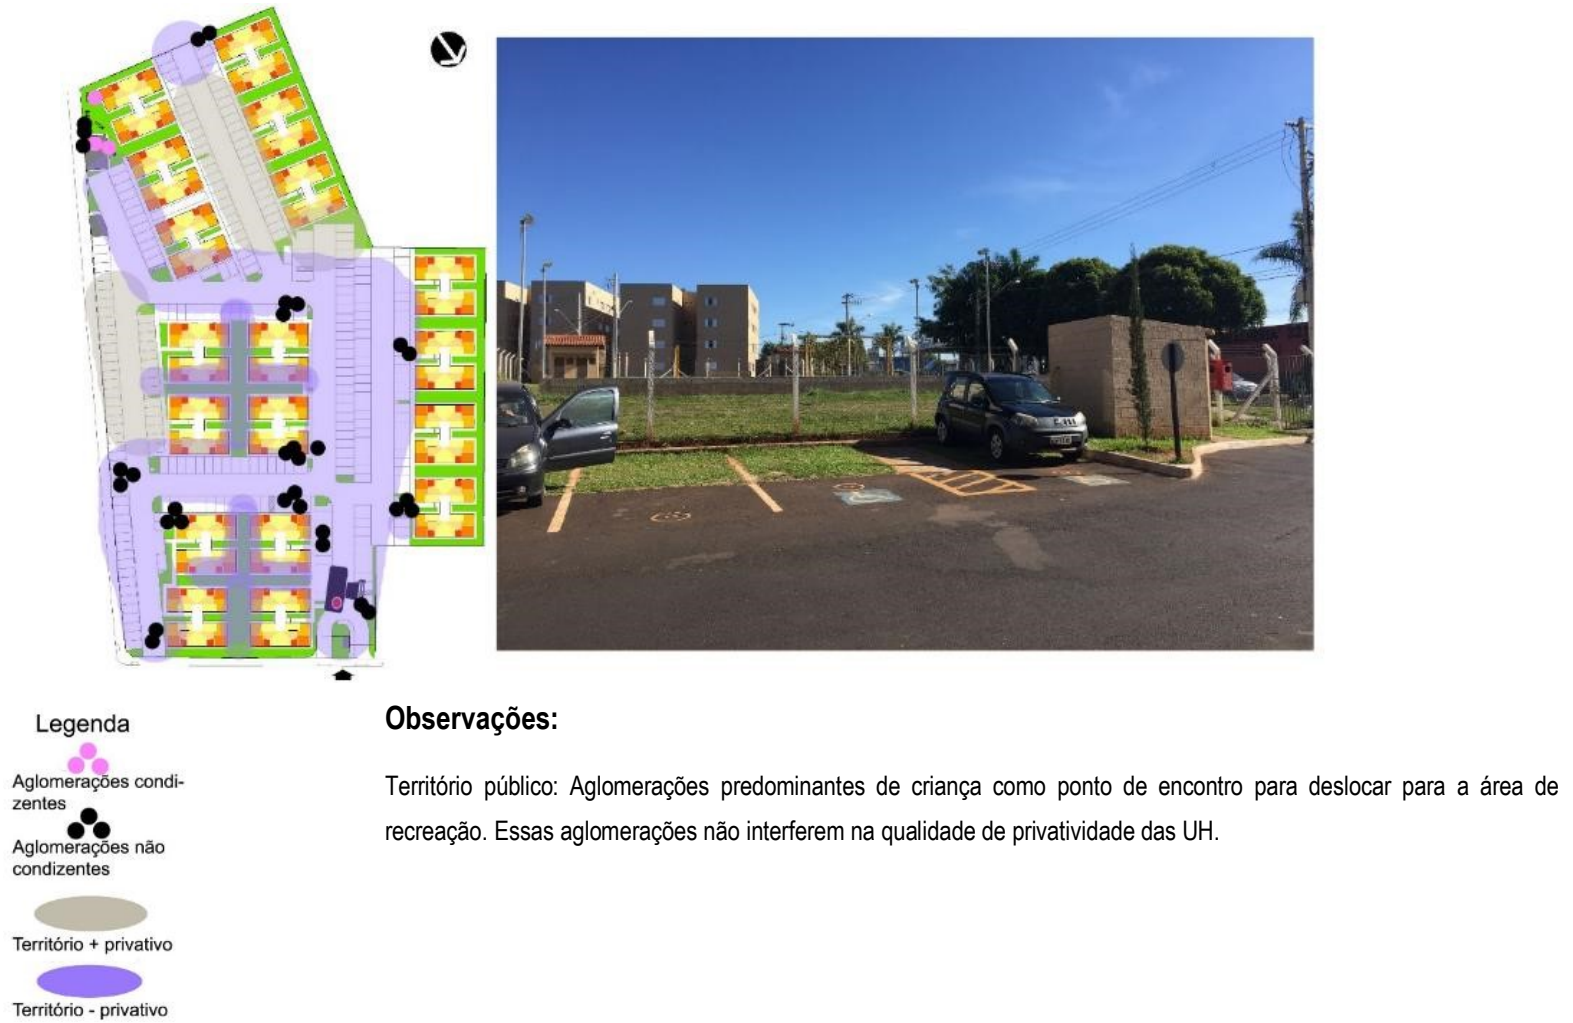 Legenda
Aglomerações condi-
zentes
Aglomerações não
condizentes
Território + privativo
Território - privativo
Observações:
Território público: Aglomerações predominantes de criança como ponto de encontro para deslocar para a área de
recreação. Essas aglomerações não interferem na qualidade de privatividade das UH.